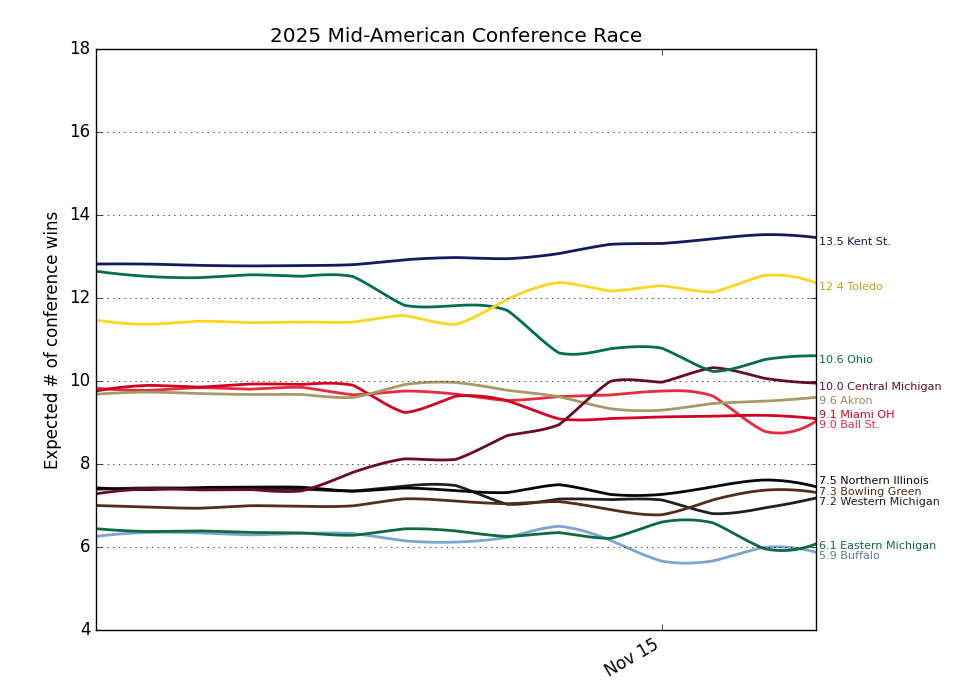 2025 Mid-American Conference Race
Expected # of conference wins
18
16
14
12
10
8
6
4
13.5 Kent St.
12.4 Toledo
10.6 Ohio
10.0 Central Michigan
9.6 Akron
9.1 Miami OH
9.0 Ball St.
7.5 Northern Illinois
7.3 Bowling Green
7.2 Western Michigan
6.1 Eastern Michigan
5.9 Buffalo
Nov 15